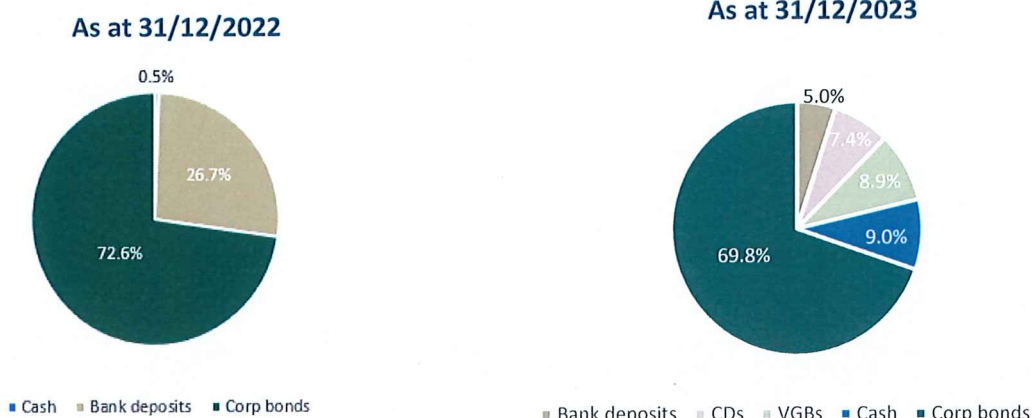 As at 31/12/2022
0.5%
26.7%
72.6%
Cash Bank deposits Corp bonds
As at 31/12/2023
5.0%
7.4%
8.9%
9.0%
69.8%
Bank deposits CDs VGBs Cash Corp bonds